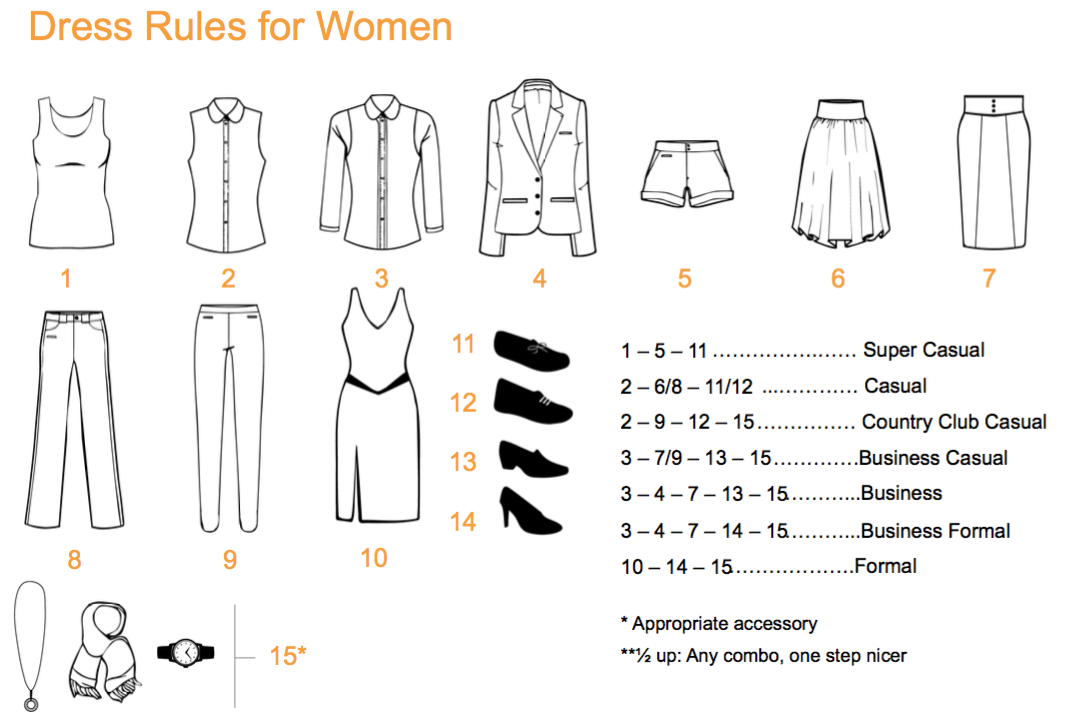 Dress Rules for Women
1 2 3 4 5 6 7
11
12
13
14
8 9 10
15*
1 – 5 – 11 …………………… Super Casual
2 – 6/8 – 11/12 ……………. Casual
2 – 9 – 12 – 15…………… Country Club Casual
3 – 7/9 – 13 – 15………….Business Casual
3 – 4 – 7 – 13 – 15………...Business
3 – 4 – 7 – 14 – 15………...Business Formal
10 – 14 – 15……………….Formal
* Appropriate accessory
**½ up: Any combo, one step nicer